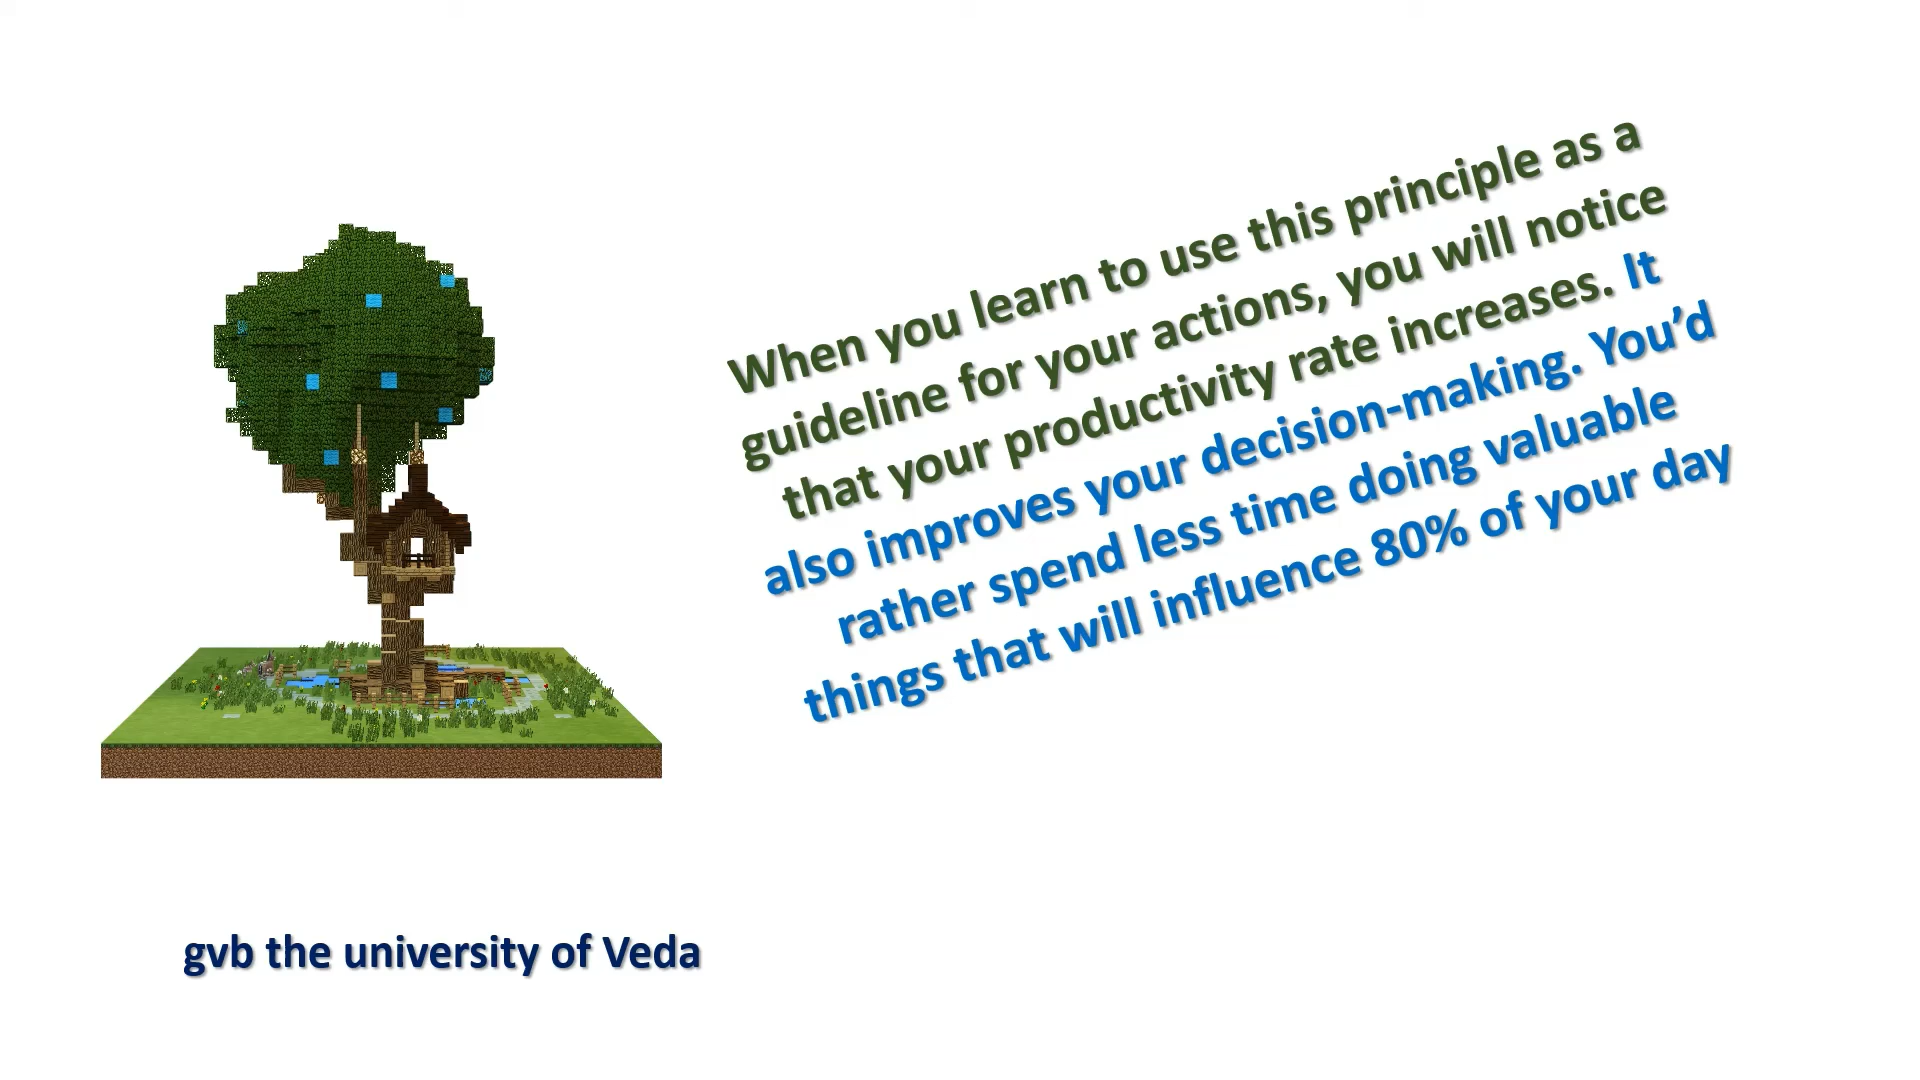 When you learn to use this principle as a
guideline for your actions, you will notice
that your productivity rate increases. It
also improves your decision-making. You’d
rather spend less time doing valuable
things that will influence 80% of your day
gvb the university of Veda